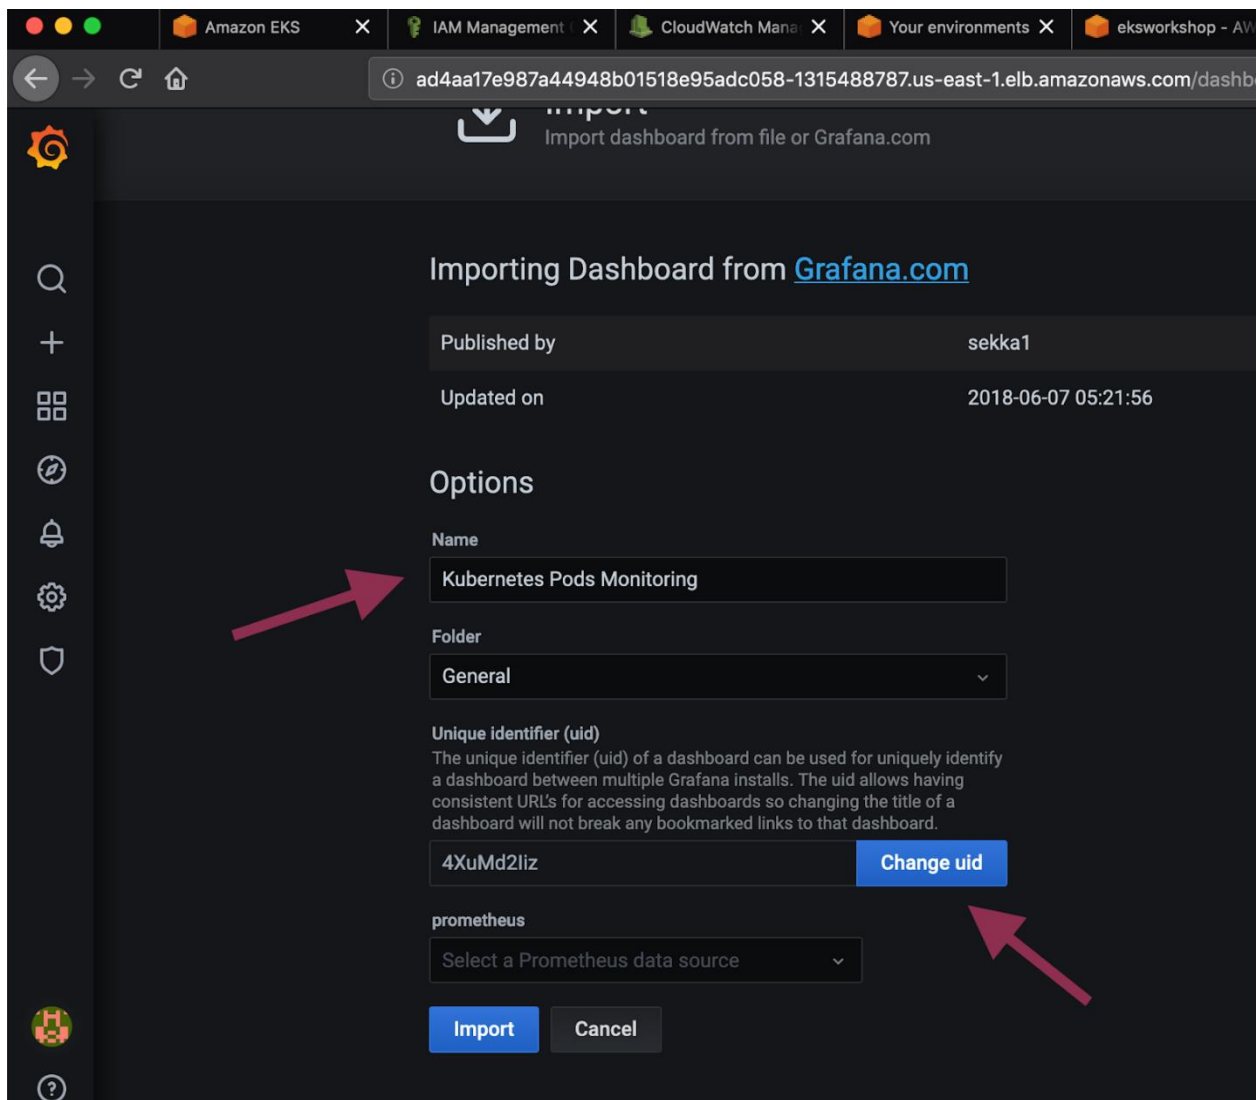 Amazon EKS
IAM Management
CloudWatch Mana
Your environments
eksworkshop - AW
ad4aa17e987a44948b01518e95adc058-1315488787.us-east-1.elb.amazonaws.com/dashb
Import
Import dashboard from file or Grafana.com
Importing Dashboard from Grafana.com
Published by sekka1
Updated on 2018-06-07 05:21:56
Options
Name
Kubernetes Pods Monitoring
Folder
General
Unique identifier (uid)
The unique identifier (uid) of a dashboard can be used for uniquely identify
a dashboard between multiple Grafana installs. The uid allows having
consistent URL's for accessing dashboards so changing the title of a
dashboard will not break any bookmarked links to that dashboard.
4XuMd2Iiz Change uid
prometheus
Select a Prometheus data source
Import Cancel